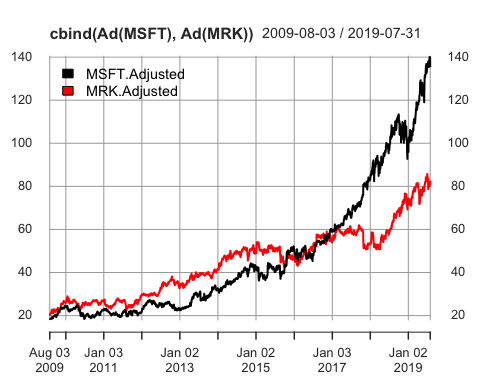 cbind(Ad(MSFT), Ad(MRK)) 2009-08-03 / 2019-07-31
140 140
MSFT.Adjusted
MRK.Adjusted
120 120
100 100
80 80
60 60
40 40
20 20
Aug 03 Jan 03 Jan 02 Jan 02 Jan 03 Jan 02
2009 2011 2013 2015 2017 2019